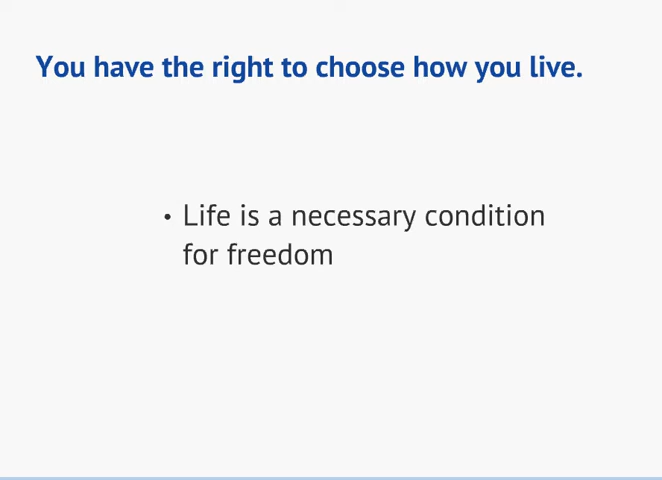 You have the right to choose how you live.
• Life is a necessary condition
for freedom